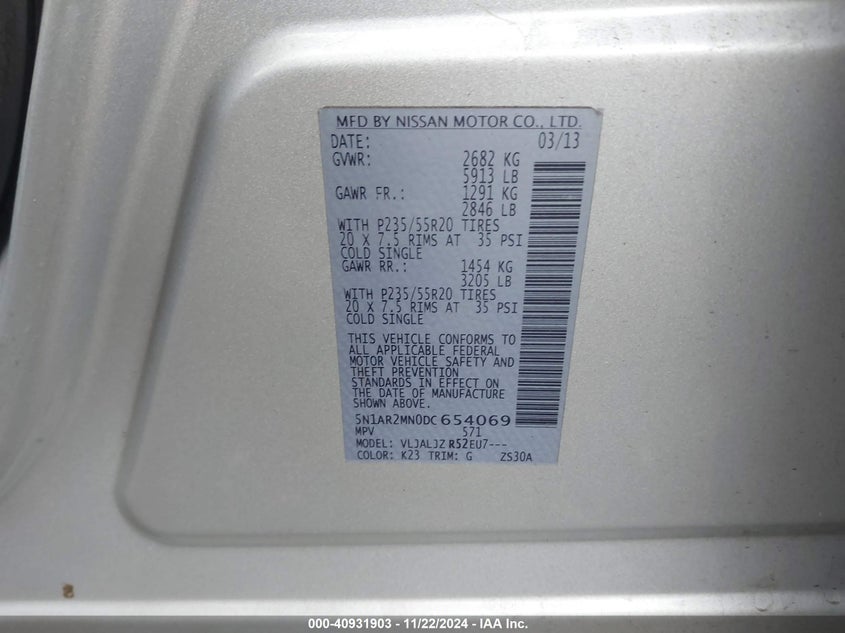 MFD BY NISSAN MOTOR CO., LTD.
DATE: 03/13
GVWR: 2682 KG
5913 LB
GAWR FR.: 1291 KG
2846 LB
WITH P235/55R20 TIRES
20 X 7.5 RIMS AT 35 PSI
COLD SINGLE
GAWR RR.: 1454 KG
3205 LB
WITH P235/55R20 TIRES
20 X 7.5 RIMS AT 35 PSI
COLD SINGLE
THIS VEHICLE CONFORMS TO
ALL APPLICABLE FEDERAL
MOTOR VEHICLE SAFETY AND
THEFT PREVENTION
STANDARDS IN EFFECT ON
THE DATE OF MANUFACTURE
SHOWN ABOVE.
5N1AR2MN0DC654069
MPV 571
MODEL: VLJALJZ R52EU7---
COLOR: K23 TRIM: G ZS30A
000-40931903 - 11/22/2024 - IAA Inc.